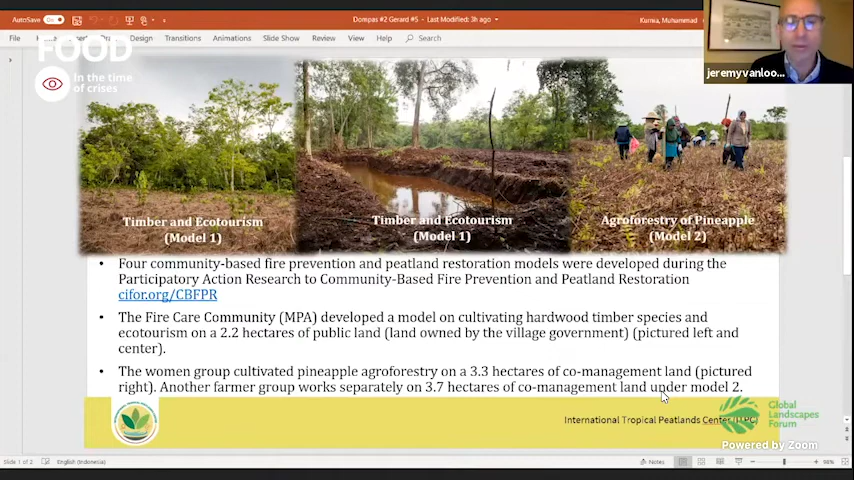 AutoSave On
Dompas #2 Gerard #5 - Last Modified: 3h ago
Kurnia, Muhammad
File
Design
Transitions
Animations
Slide Show
Review
View
Help
Search
FOOD
In the time
of crises
jeremyvanloo...
Timber and Ecotourism
(Model 1)
Timber and Ecotourism
(Model 1)
Agroforestry of Pineapple
(Model 2)
• Four community-based fire prevention and peatland restoration models were developed during the
Participatory Action Research to Community-Based Fire Prevention and Peatland Restoration
cifor.org/CBFPR
• The Fire Care Community (MPA) developed a model on cultivating hardwood timber species and
ecotourism on a 2.2 hectares of public land (land owned by the village government) (pictured left and
center).
• The women group cultivated pineapple agroforestry on a 3.3 hectares of co-management land (pictured
right). Another farmer group works separately on 3.7 hectares of co-management land under model 2.
International Tropical Peatlands Center (ITPC)
Global
Landscapes
Forum
Powered by Zoom
Slide 1 of 2
English (Indonesia)
Notes
98%